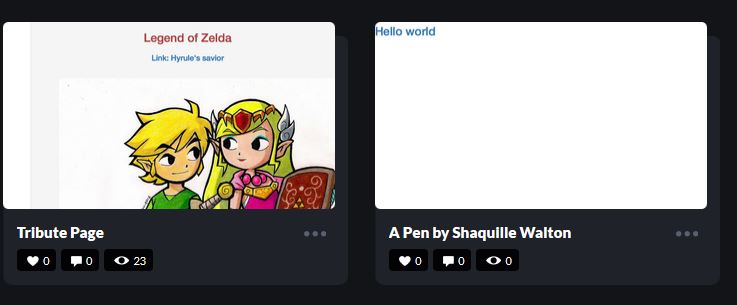 Legend of Zelda
Link: Hyrule's savior
Tribute Page
0 0 23
Hello world
A Pen by Shaquille Walton
0 0 0